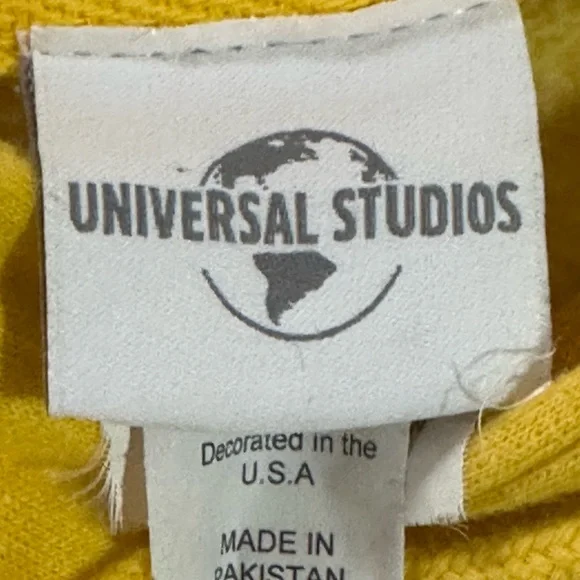 UNIVERSAL STUDIOS
Decorated in the
U.S.A
MADE IN
PAKISTAN